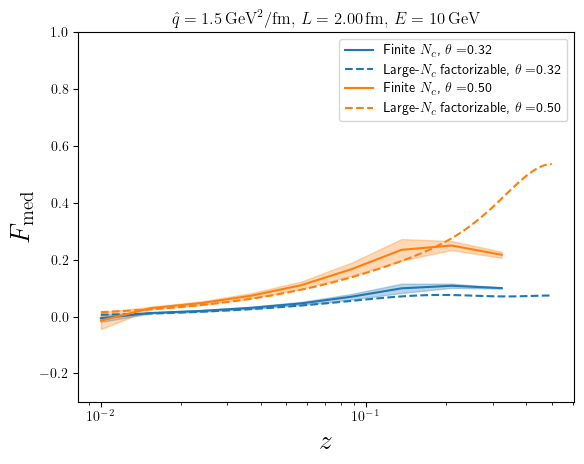 q̂ = 1.5 GeV²/fm, L = 2.00 fm, E = 10 GeV
Finite N_c, θ =0.32
Large-N_c factorizable, θ =0.32
Finite N_c, θ =0.50
Large-N_c factorizable, θ =0.50
1.0
0.8
0.6
0.4
0.2
0.0
−0.2
F_med
10⁻² 10⁻¹
z